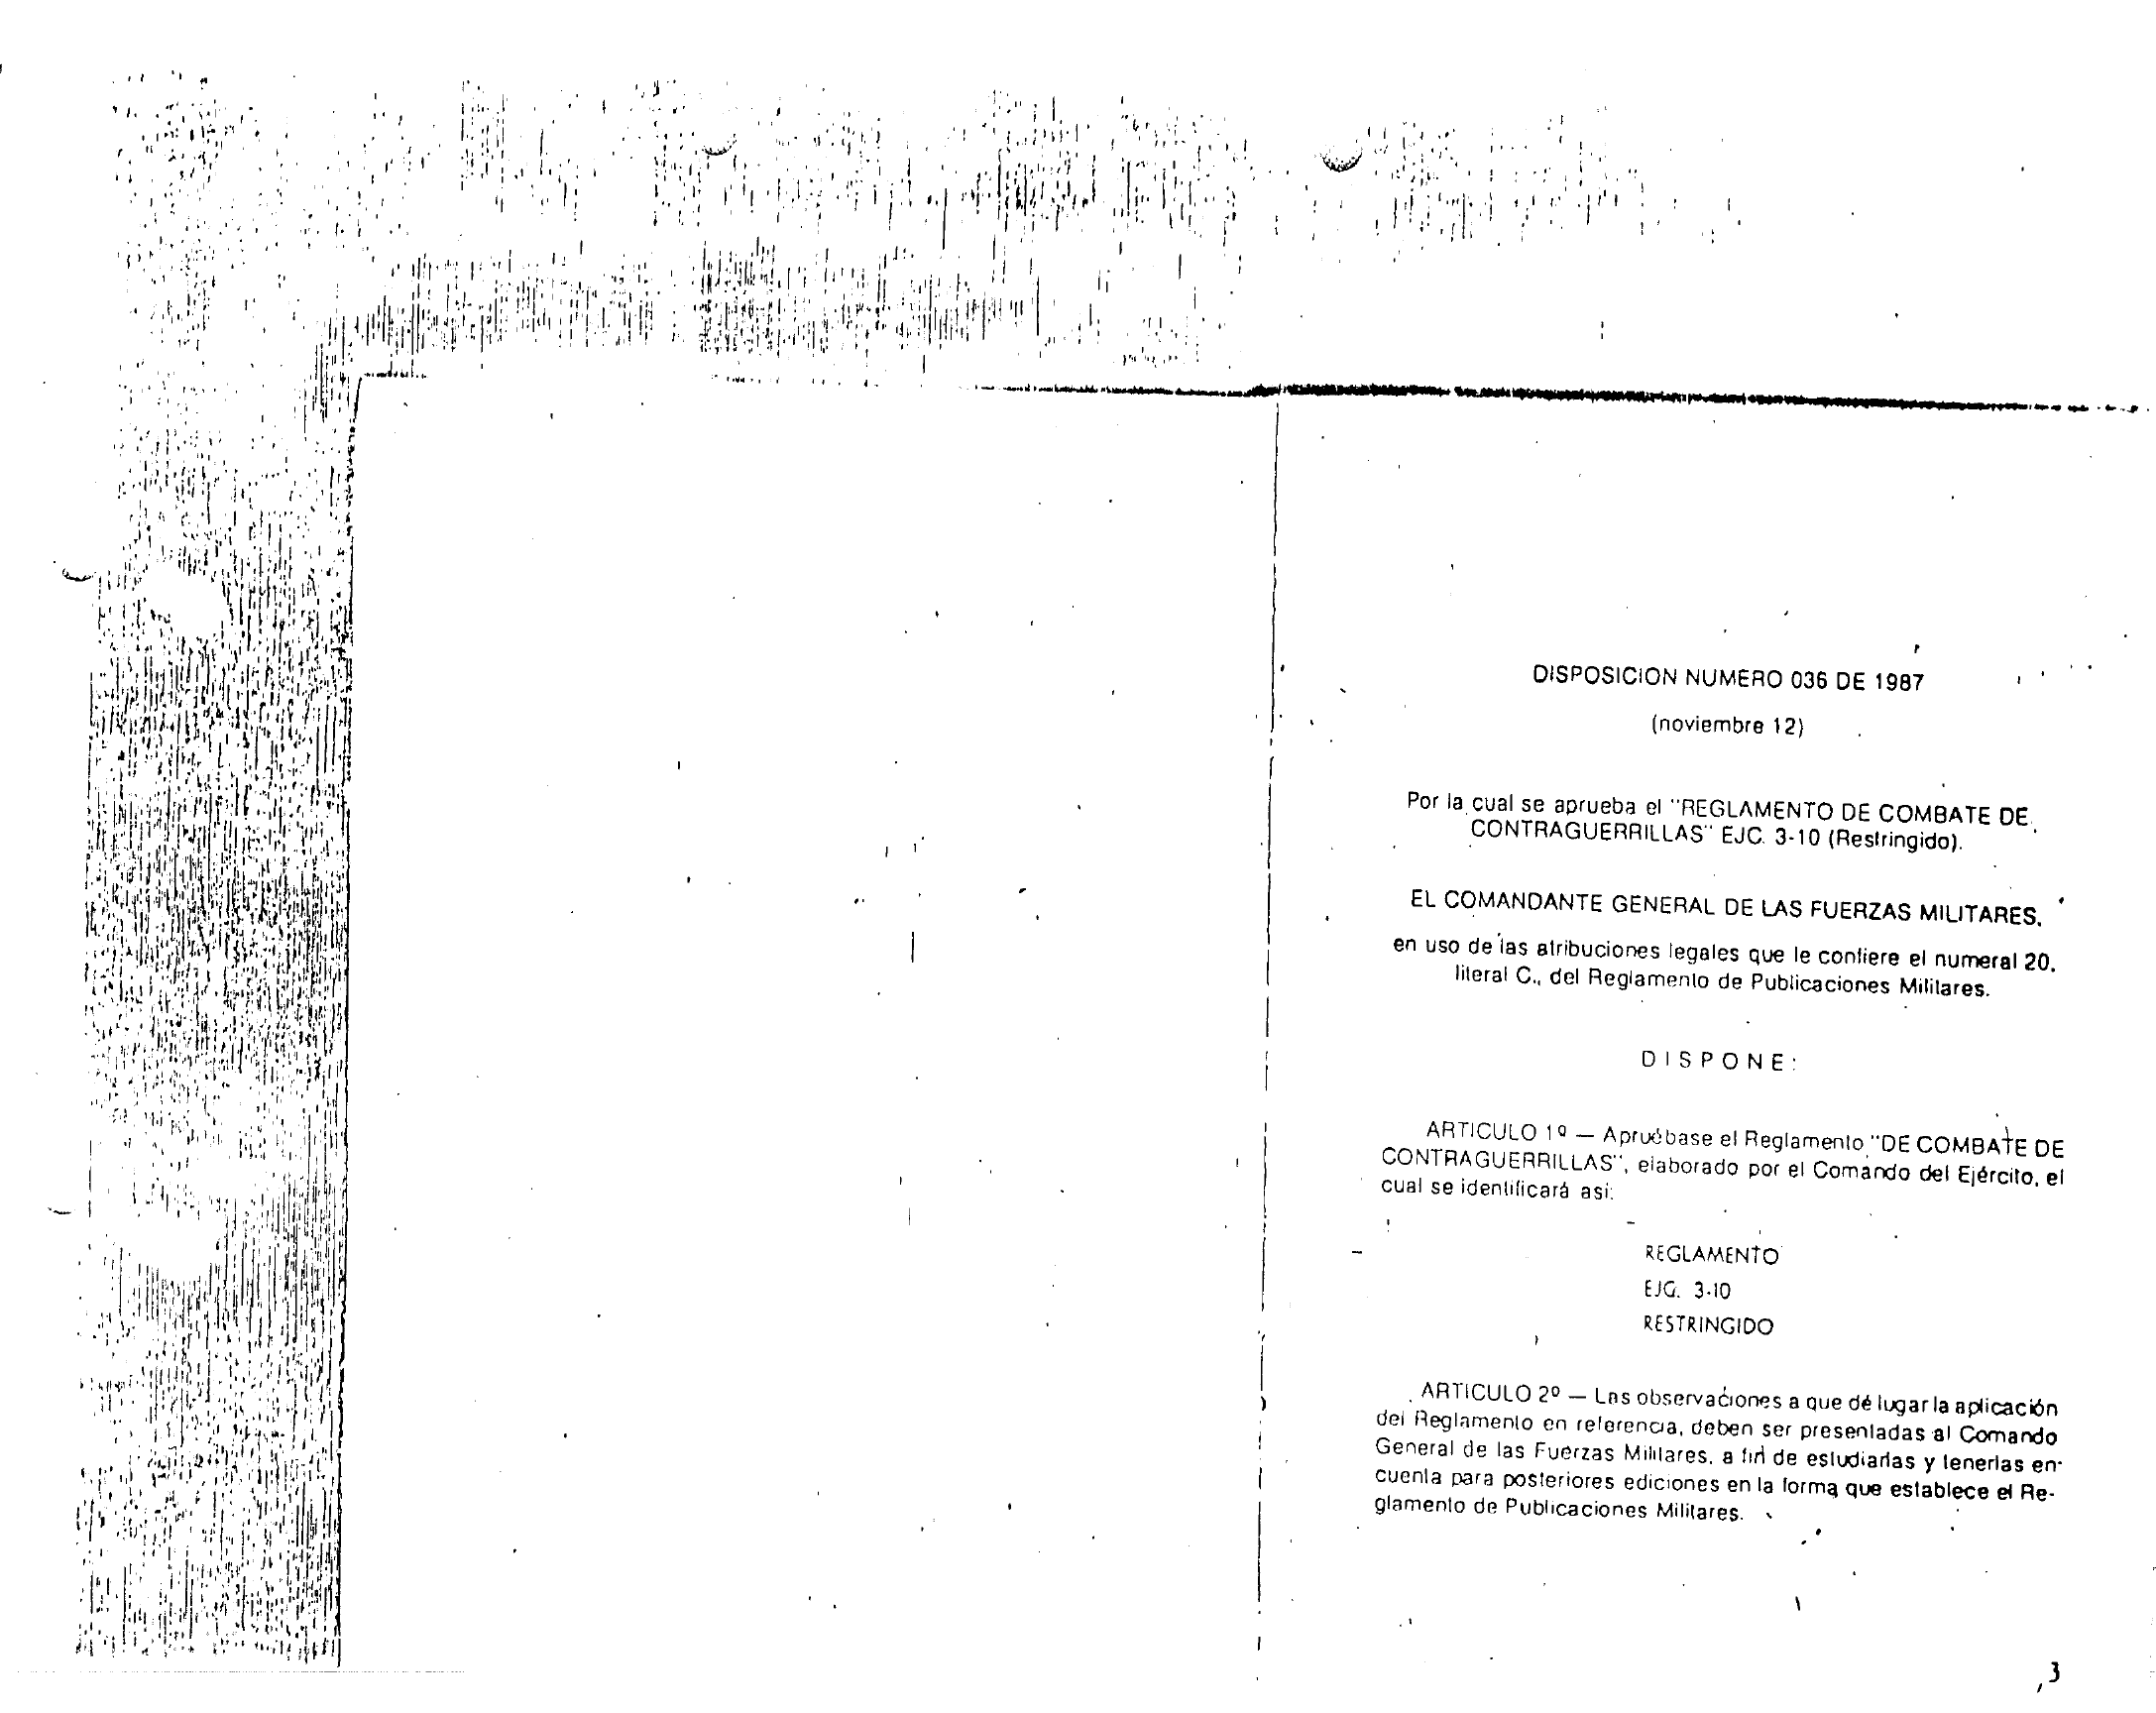 DISPOSICION NUMERO 036 DE 1987
(noviembre 12)
Por la cual se aprueba el "REGLAMENTO DE COMBATE DE
CONTRAGUERRILLAS" EJC. 3-10 (Restringido).
EL COMANDANTE GENERAL DE LAS FUERZAS MILITARES,
en uso de las atribuciones legales que le confiere el numeral 20,
literal C., del Reglamento de Publicaciones Militares.
DISPONE:
ARTICULO 1º — Apruébase el Reglamento "DE COMBATE DE
CONTRAGUERRILLAS", elaborado por el Comando del Ejército, el
cual se identificará asi:
REGLAMENTO
EJG. 3-10
RESTRINGIDO
ARTICULO 2º — Las observaciones a que dé lugar la aplicación
del Reglamento en referencia, deben ser presentadas al Comando
General de las Fuerzas Militares, a fin de estudiarlas y tenerlas en
cuenta para posteriores ediciones en la forma que establece el Re-
glamento de Publicaciones Militares.
3